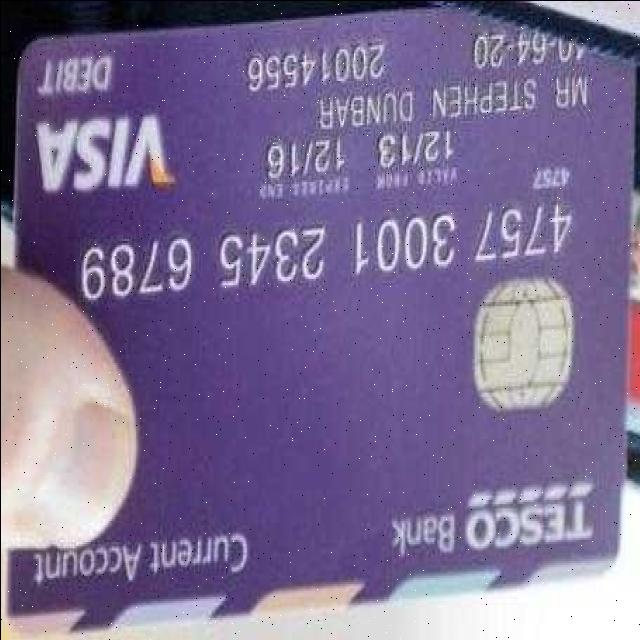 TESCO Bank Current Account
4757 3001 2345 6789
4757
VALID FROM EXPIRES END
12/13 12/16
VISA
MR STEPHEN DUNBAR
40-64-20 20014556
DEBIT